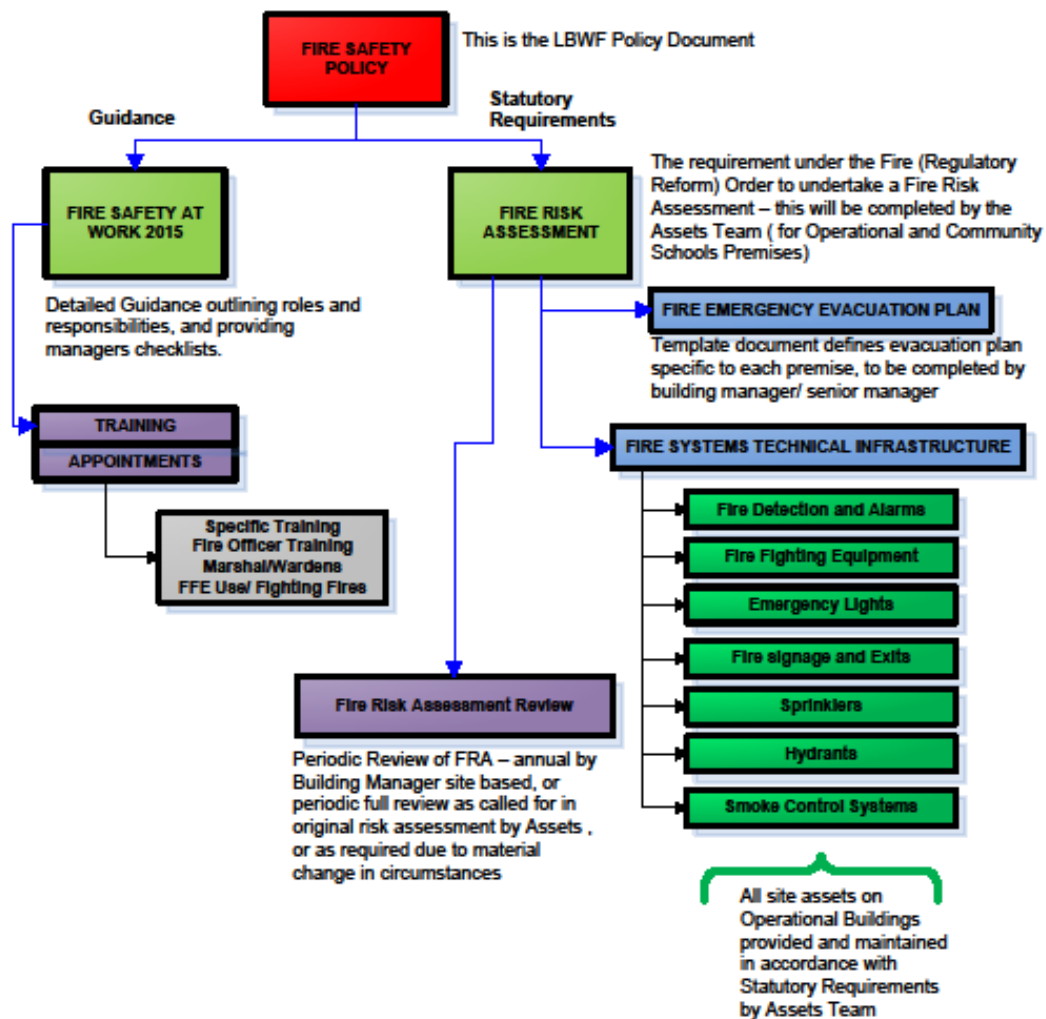 FIRE SAFETY
POLICY
This is the LBWF Policy Document
Guidance
Statutory
Requirements
FIRE SAFETY AT
WORK 2015
Detailed Guidance outlining roles and
responsibilities, and providing
managers checklists.
FIRE RISK
ASSESSMENT
The requirement under the Fire (Regulatory
Reform) Order to undertake a Fire Risk
Assessment – this will be completed by the
Assets Team ( for Operational and Community
Schools Premises)
FIRE EMERGENCY EVACUATION PLAN
Template document defines evacuation plan
specific to each premise, to be completed by
building manager/ senior manager
TRAINING
APPOINTMENTS
Specific Training
Fire Officer Training
Marshal/Wardens
FFE Use/ Fighting Fires
FIRE SYSTEMS TECHNICAL INFRASTRUCTURE
Fire Detection and Alarms
Fire Fighting Equipment
Emergency Lights
Fire signage and Exits
Sprinklers
Hydrants
Smoke Control Systems
Fire Risk Assessment Review
Periodic Review of FRA – annual by
Building Manager site based, or
periodic full review as called for in
original risk assessment by Assets ,
or as required due to material
change in circumstances
All site assets on
Operational Buildings
provided and maintained
in accordance with
Statutory Requirements
by Assets Team